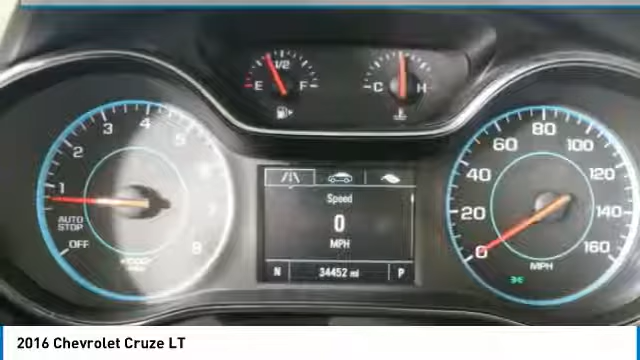 1/2
E F
C H
1 2 3 4 5 8
AUTO
STOP
OFF
Speed
0
MPH
N 34452 mi P
0 20 40 60 80 100 120 140 160
MPH
2016 Chevrolet Cruze LT